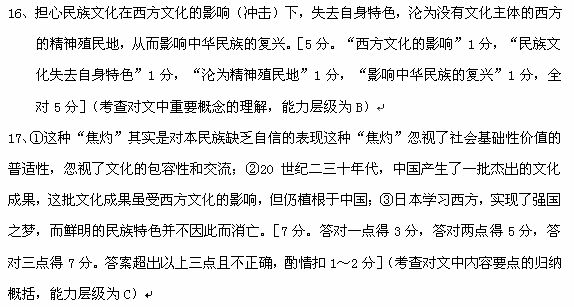 16、担心民族文化在西方文化的影响（冲击）下，失去自身特色，沦为没有文化主体的西方
的精神殖民地，从而影响中华民族的复兴。[5 分。“西方文化的影响”1 分，“民族文
化失去自身特色”1 分，“沦为精神殖民地”1 分，“影响中华民族的复兴”1 分，全
对 5 分]（考查对文中重要概念的理解，能力层级为 B）↵
17、①这种“焦灼”其实是对本民族缺乏自信的表现这种“焦灼”忽视了社会基础性价值的
普适性，忽视了文化的包容性和交流；②20 世纪二三十年代，中国产生了一批杰出的文化
成果，这批文化成果虽受西方文化的影响，但仍植根于中国；③日本学习西方，实现了强国
之梦，而鲜明的民族特色并不因此而消亡。[7 分。答对一点得 3 分，答对两点得 5 分，答
对三点得 7 分。答案超出以上三点且不正确，酌情扣 1～2 分]（考查对文中内容要点的归纳
概括，能力层级为 C）↵